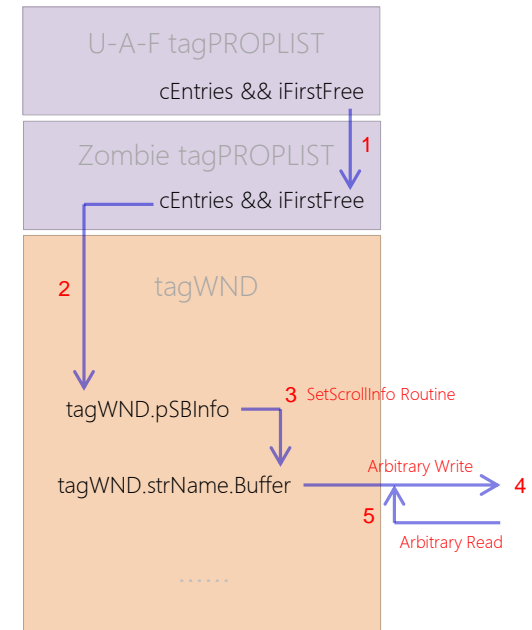 U-A-F tagPROPLIST
cEntries && iFirstFree
1
Zombie tagPROPLIST
cEntries && iFirstFree
2
tagWND
3 SetScrollInfo Routine
tagWND.pSBInfo
Arbitrary Write
tagWND.strName.Buffer
4
5
Arbitrary Read
......